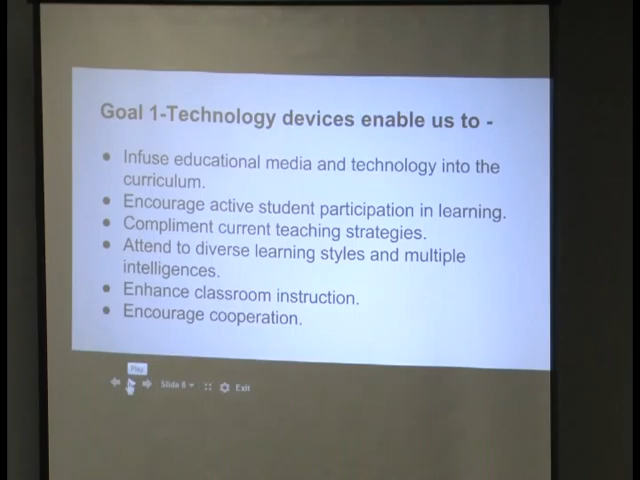 Goal 1-Technology devices enable us to -
● Infuse educational media and technology into the
curriculum.
● Encourage active student participation in learning.
● Compliment current teaching strategies.
● Attend to diverse learning styles and multiple
intelligences.
● Enhance classroom instruction.
● Encourage cooperation.
Play
Slide 8
Exit